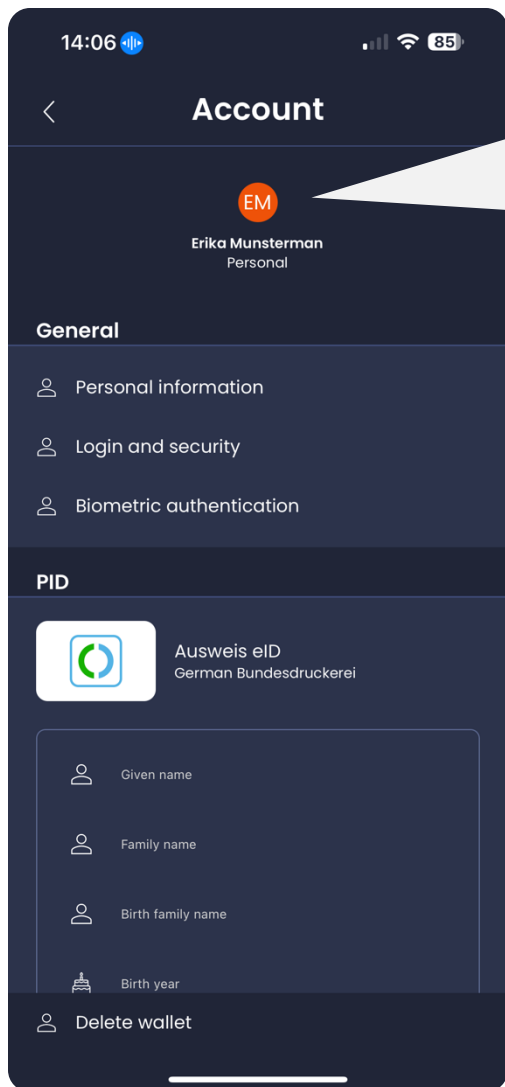 14:06
85
Account
EM
Erika Munsterman
Personal
General
Personal information
Login and security
Biometric authentication
PID
Ausweis eID
German Bundesdruckerei
Given name
Family name
Birth family name
Birth year
Delete wallet